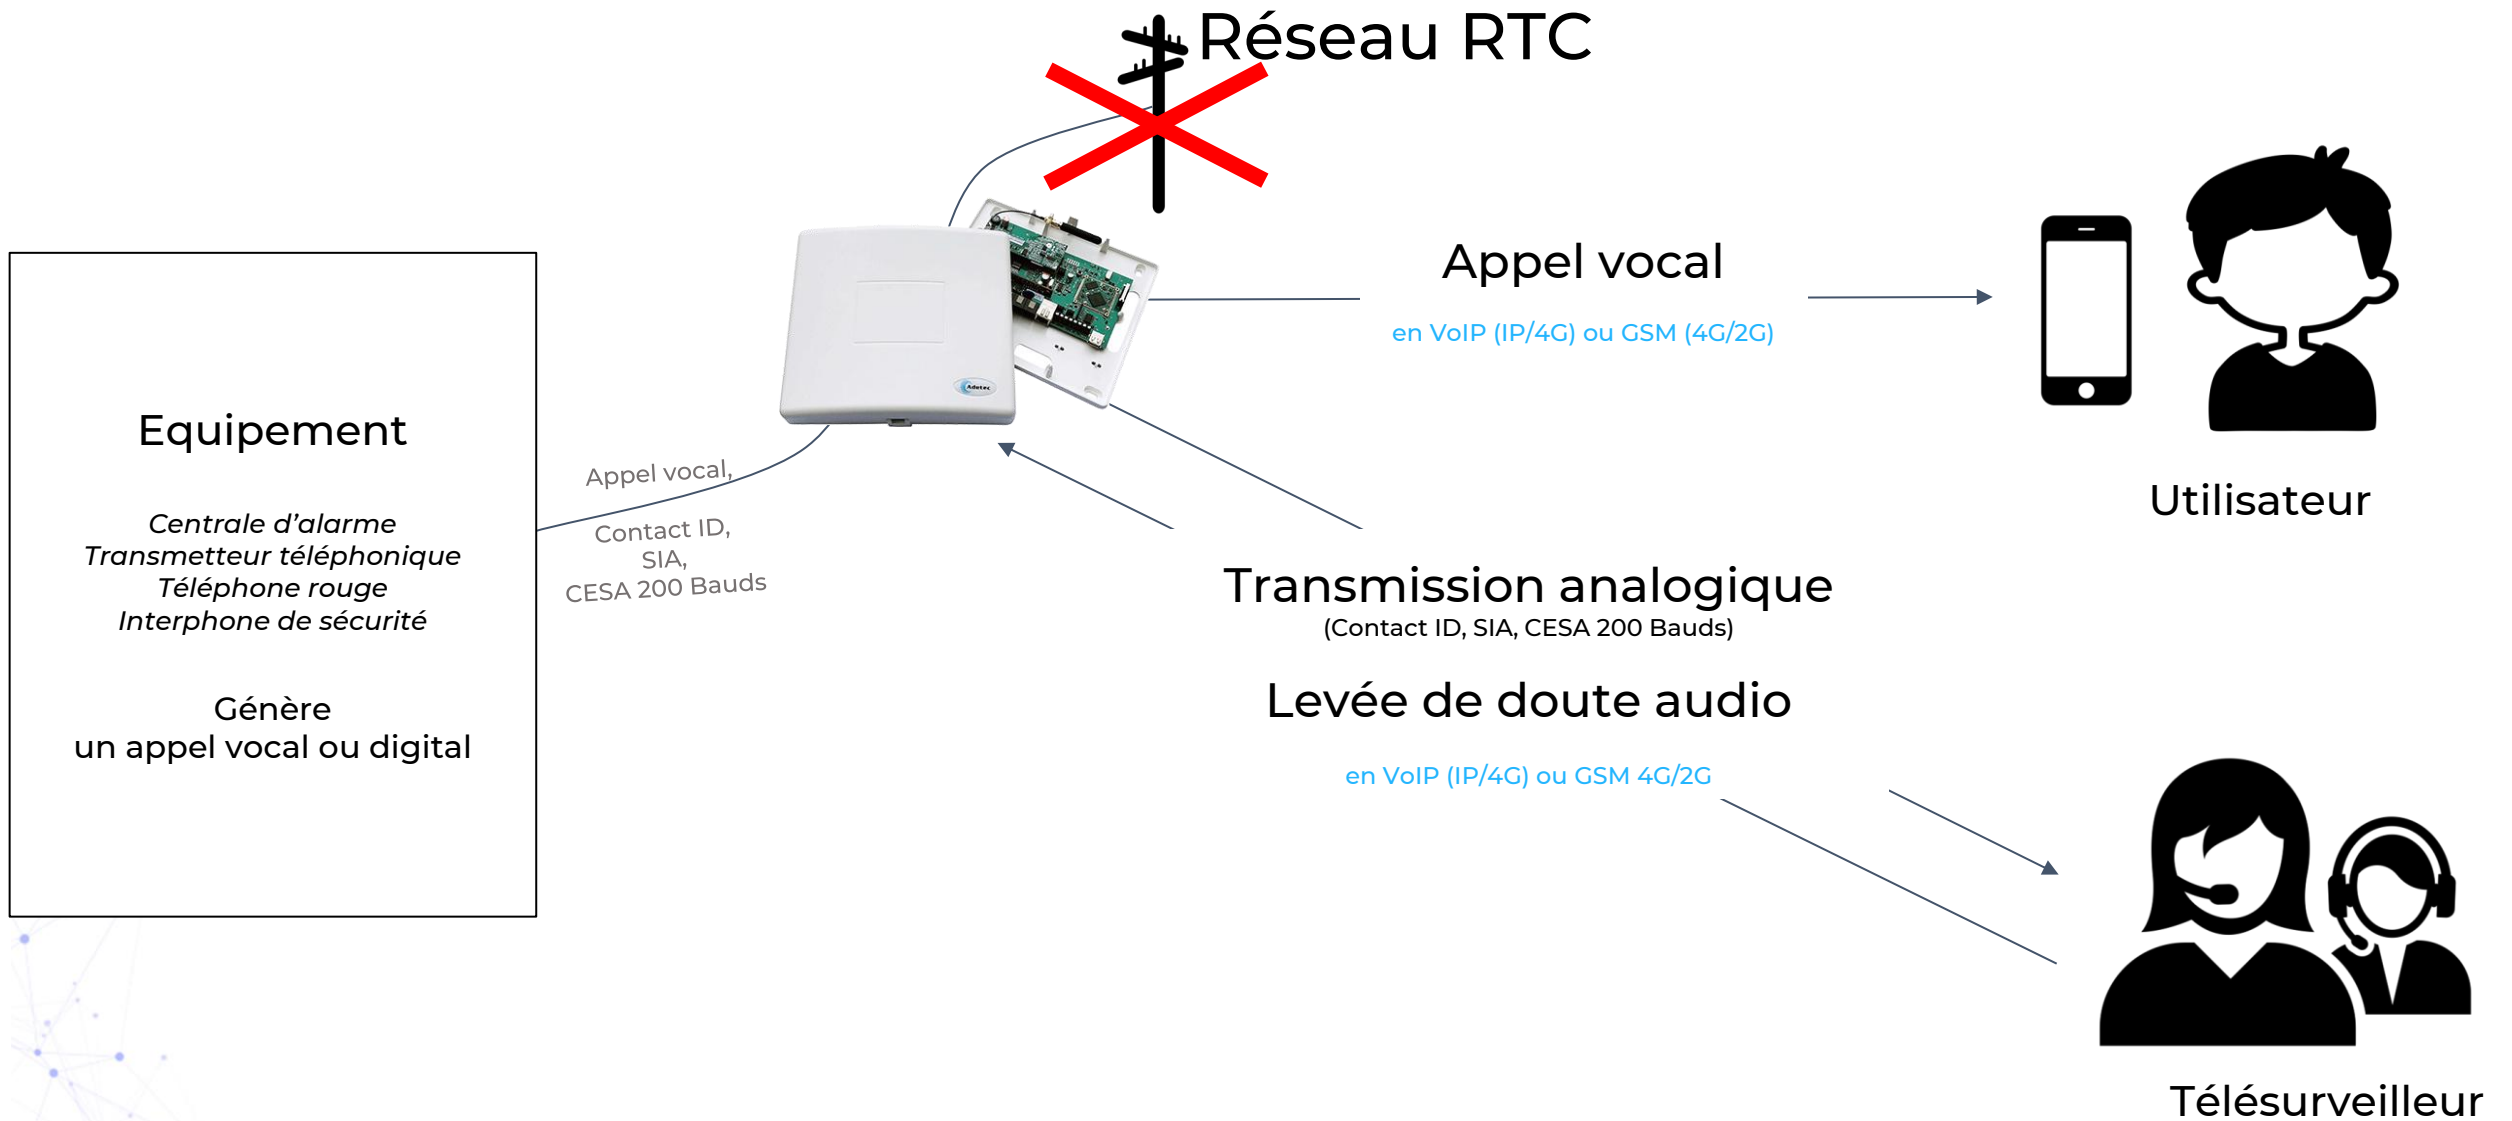 Réseau RTC
Appel vocal
en VoIP (IP/4G) ou GSM (4G/2G)
Adetec
Equipement
Centrale d’alarme
Transmetteur téléphonique
Téléphone rouge
Interphone de sécurité
Génère
un appel vocal ou digital
Appel vocal,
Contact ID,
SIA,
CESA 200 Bauds
Utilisateur
Transmission analogique
(Contact ID, SIA, CESA 200 Bauds)
Levée de doute audio
en VoIP (IP/4G) ou GSM 4G/2G
Télésurveilleur